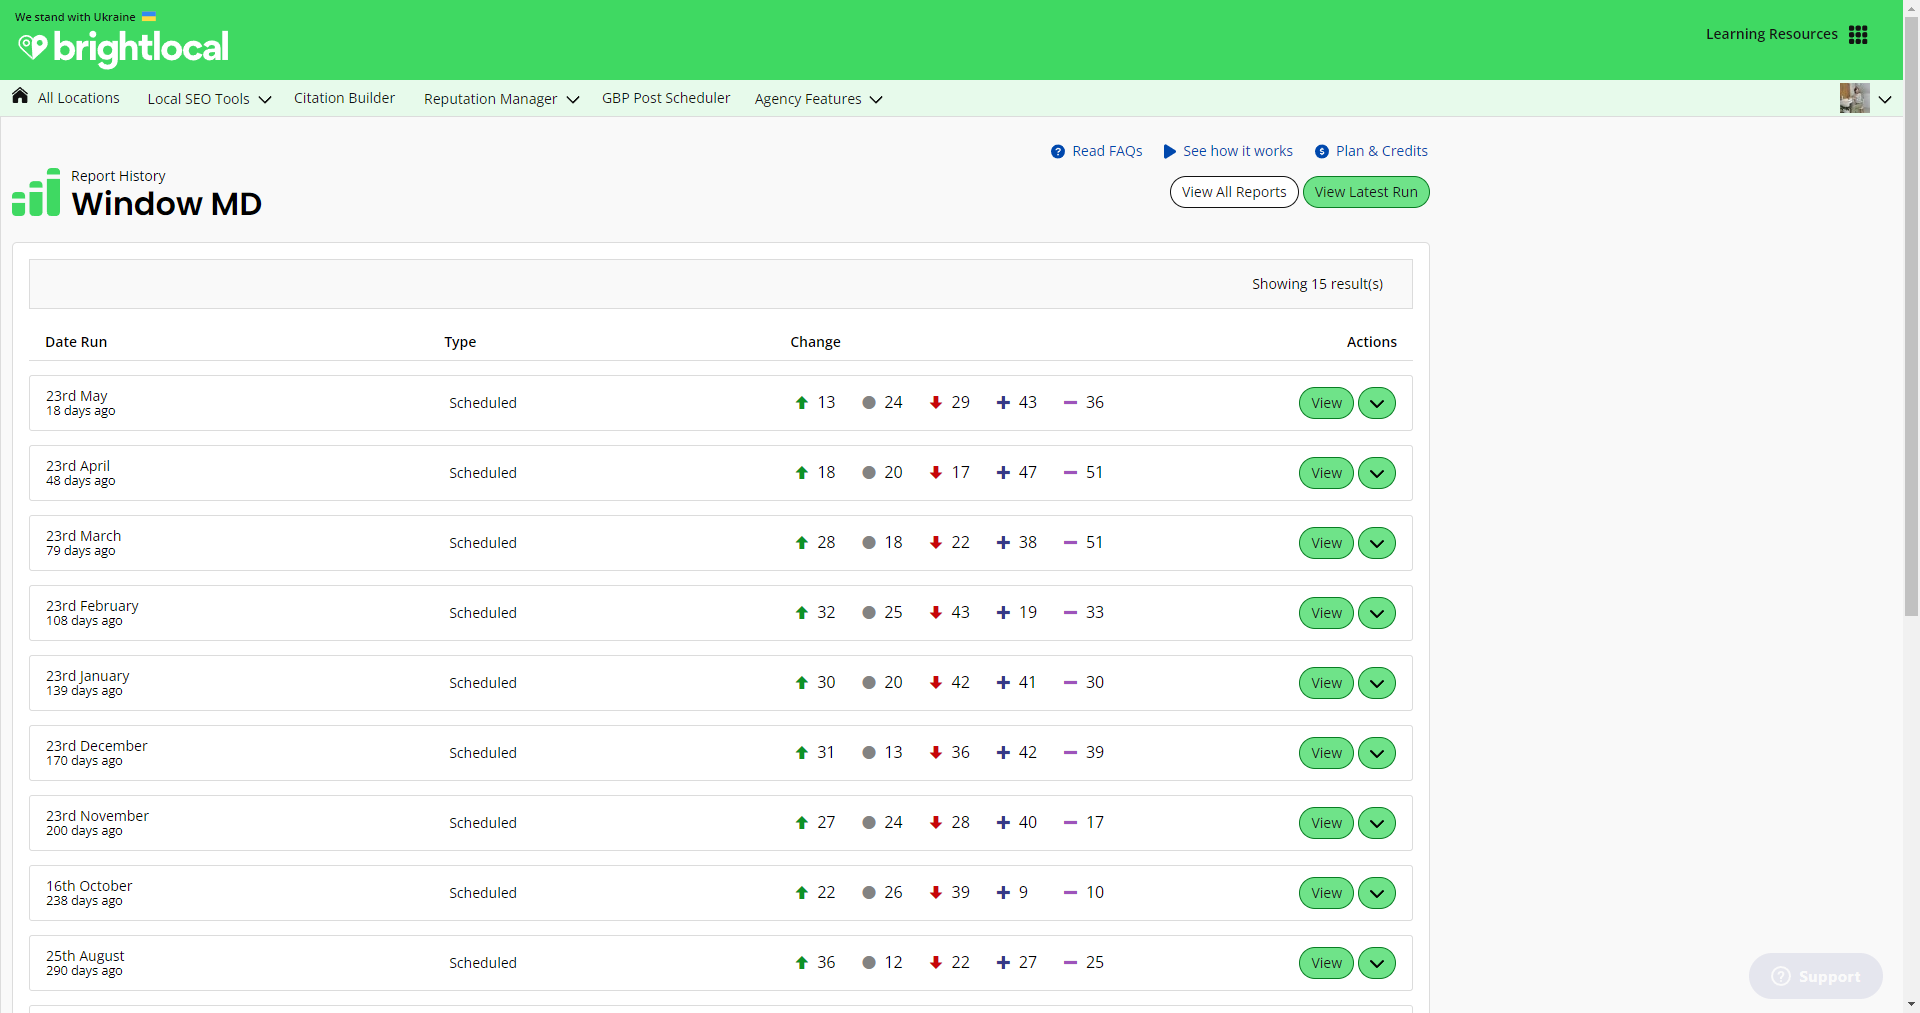 We stand with Ukraine
brightlocal
Learning Resources
All Locations Local SEO Tools Citation Builder Reputation Manager GBP Post Scheduler Agency Features
Read FAQs See how it works Plan & Credits
Report History
Window MD
View All Reports View Latest Run
Showing 15 result(s)
Date Run Type Change Actions
23rd May
18 days ago
Scheduled 13 24 29 43 36 View
23rd April
48 days ago
Scheduled 18 20 17 47 51 View
23rd March
79 days ago
Scheduled 28 18 22 38 51 View
23rd February
108 days ago
Scheduled 32 25 43 19 33 View
23rd January
139 days ago
Scheduled 30 20 42 41 30 View
23rd December
170 days ago
Scheduled 31 13 36 42 39 View
23rd November
200 days ago
Scheduled 27 24 28 40 17 View
16th October
238 days ago
Scheduled 22 26 39 9 10 View
25th August
290 days ago
Scheduled 36 12 22 27 25 View
Support